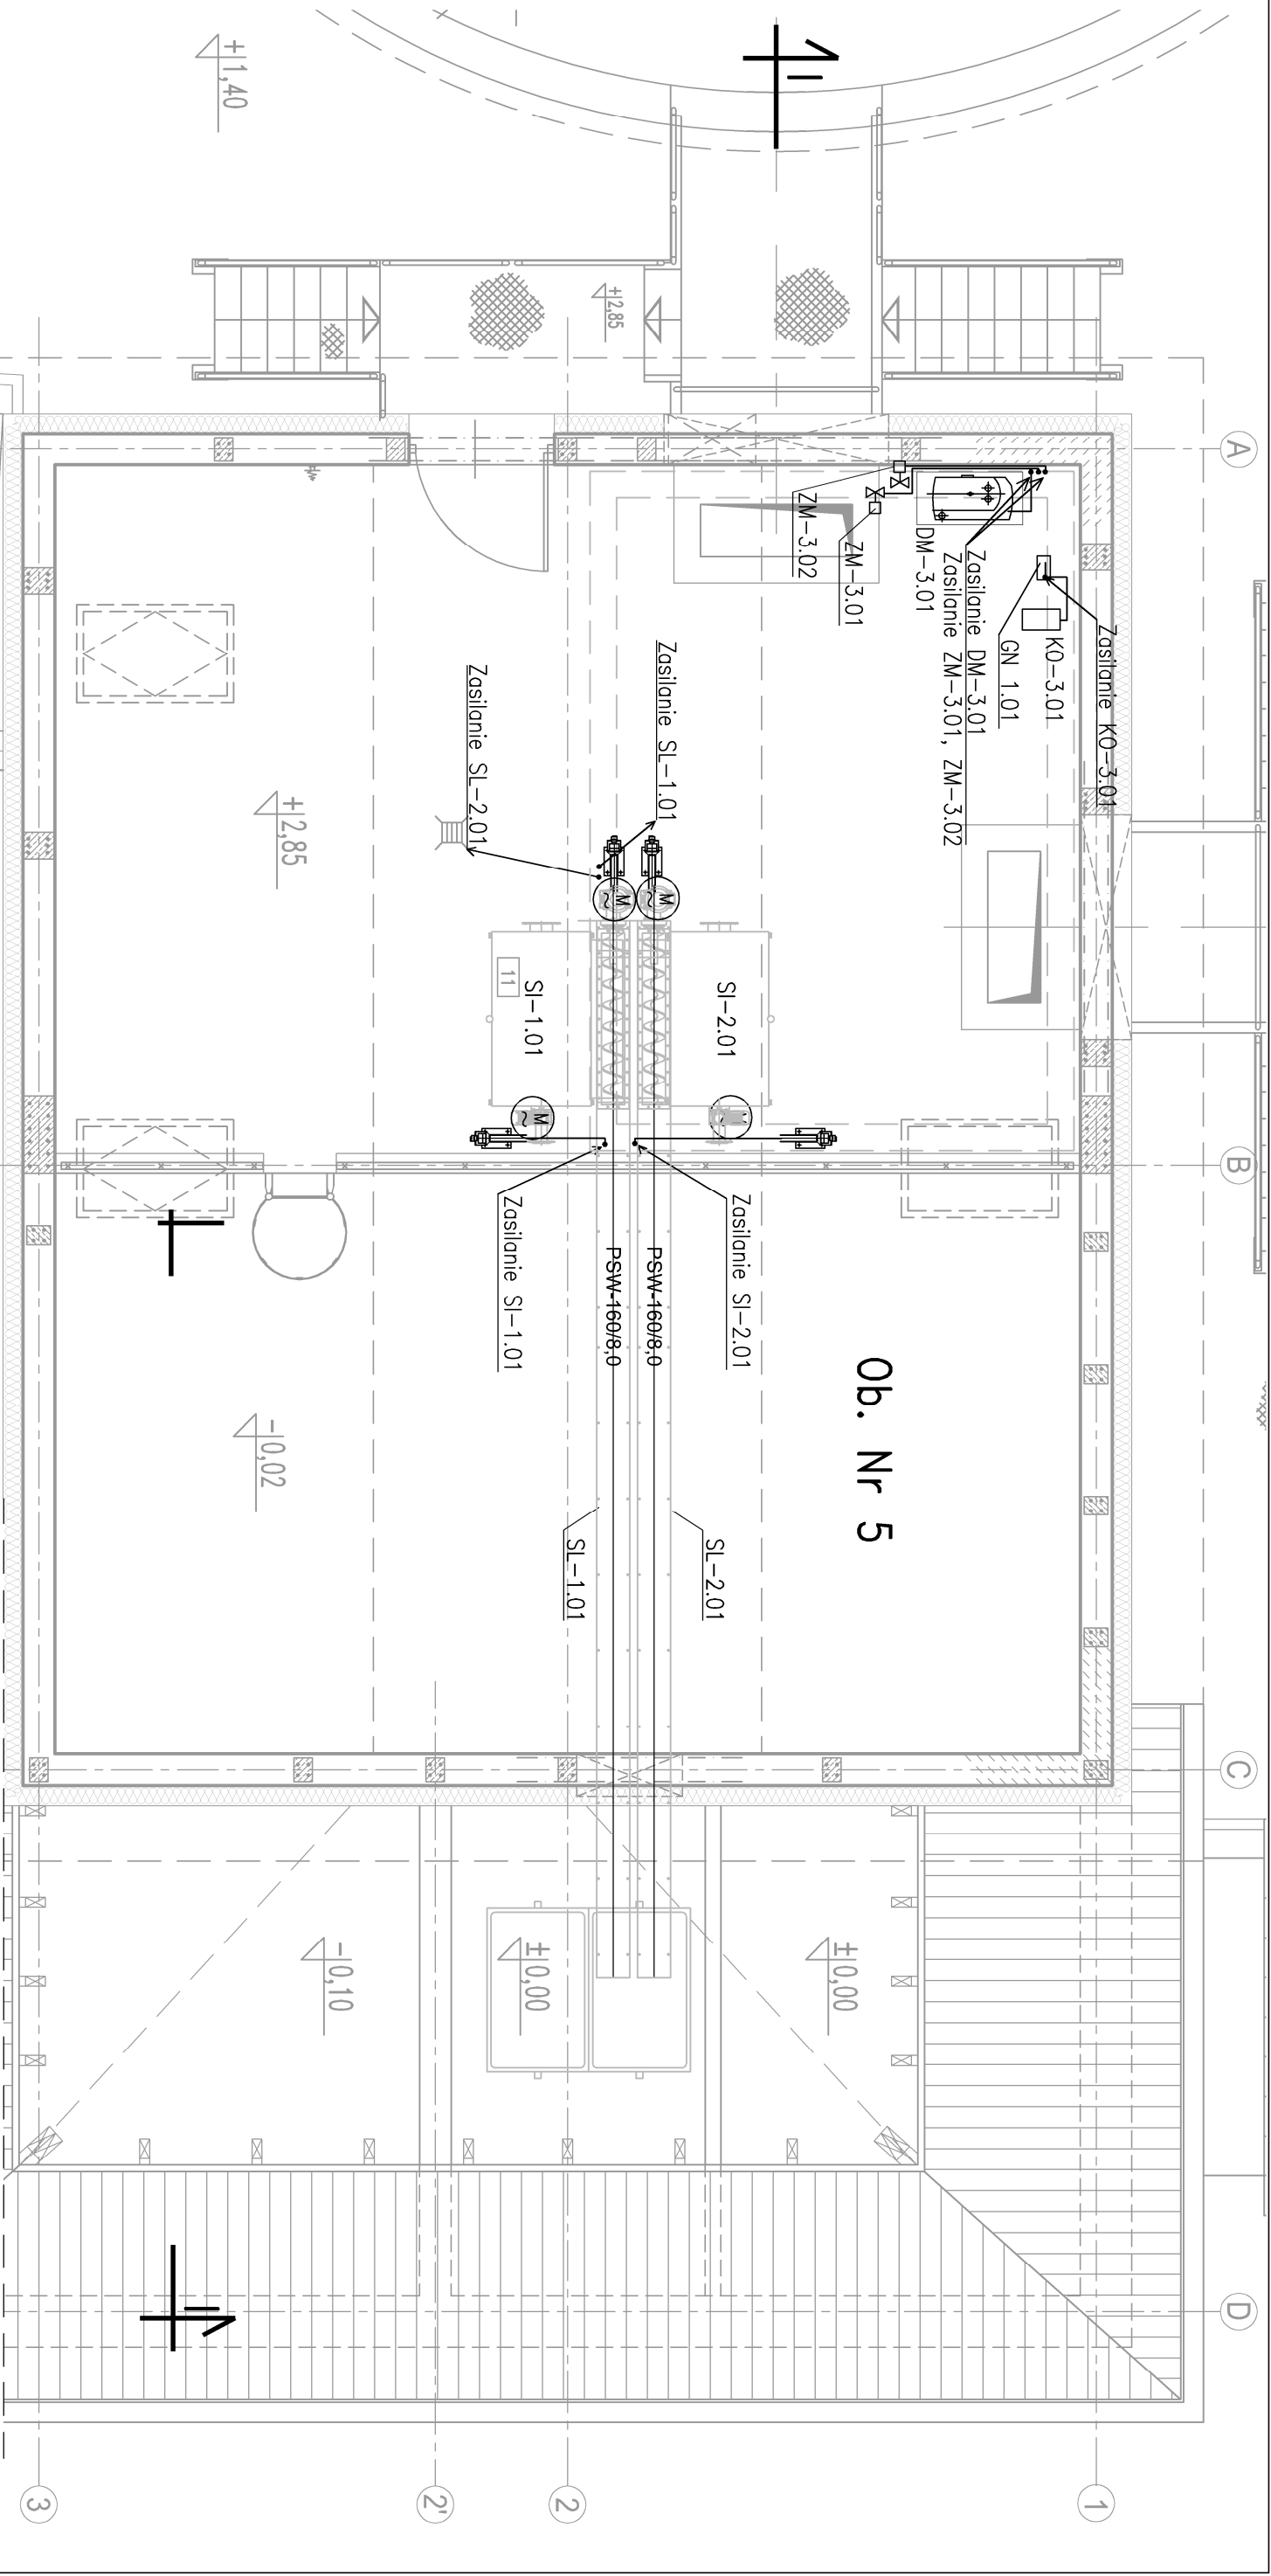 A
B
C
D
+1,40
1
+2,85
Zasilanie KO-3.01
KO-3.01
GN 1.01
Zasilanie DM-3.01
Zasilanie ZM-3.01, ZM-3.02
DM-3.01
ZM-3.01
ZM-3.02
Zasilanie SL-1.01
Zasilanie SL-2.01
+2,85
M
~
M
~
SI-2.01
SI-1.01
11
M
~
Zasilanie SI-2.01
Zasilanie SI-1.01
PSW-160/8,0
PSW-160/8,0
Ob. Nr 5
-0,02
SL-2.01
SL-1.01
±0,00
±0,00
-0,10
1
1
2
2'
3